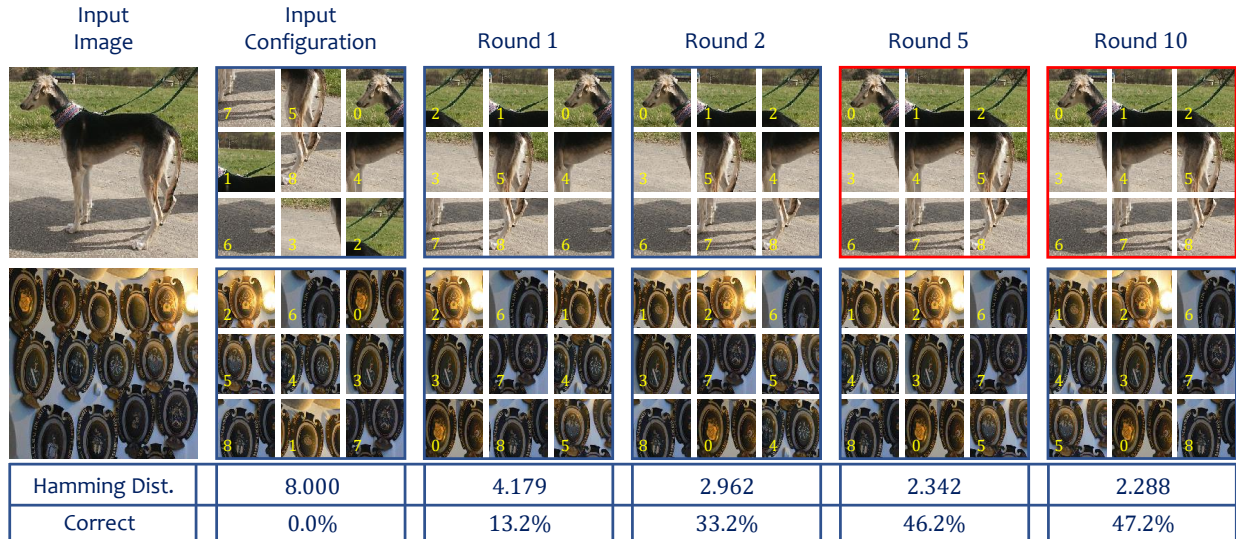 Input
Image
Input
Configuration
Round 1
Round 2
Round 5
Round 10
7 5 0 2 1 0 0 1 2 0 1 2 0 1 2
1 8 4 3 5 4 3 5 4 3 4 5 3 4 5
6 3 2 7 8 6 6 7 8 6 7 8 6 7 8
2 6 0 2 6 1 1 2 6 1 2 6 1 2 6
5 4 3 3 7 4 3 7 5 4 3 7 4 3 7
8 1 7 0 8 5 8 0 4 8 0 5 5 0 8
Hamming Dist. 8.000 4.179 2.962 2.342 2.288
Correct 0.0% 13.2% 33.2% 46.2% 47.2%